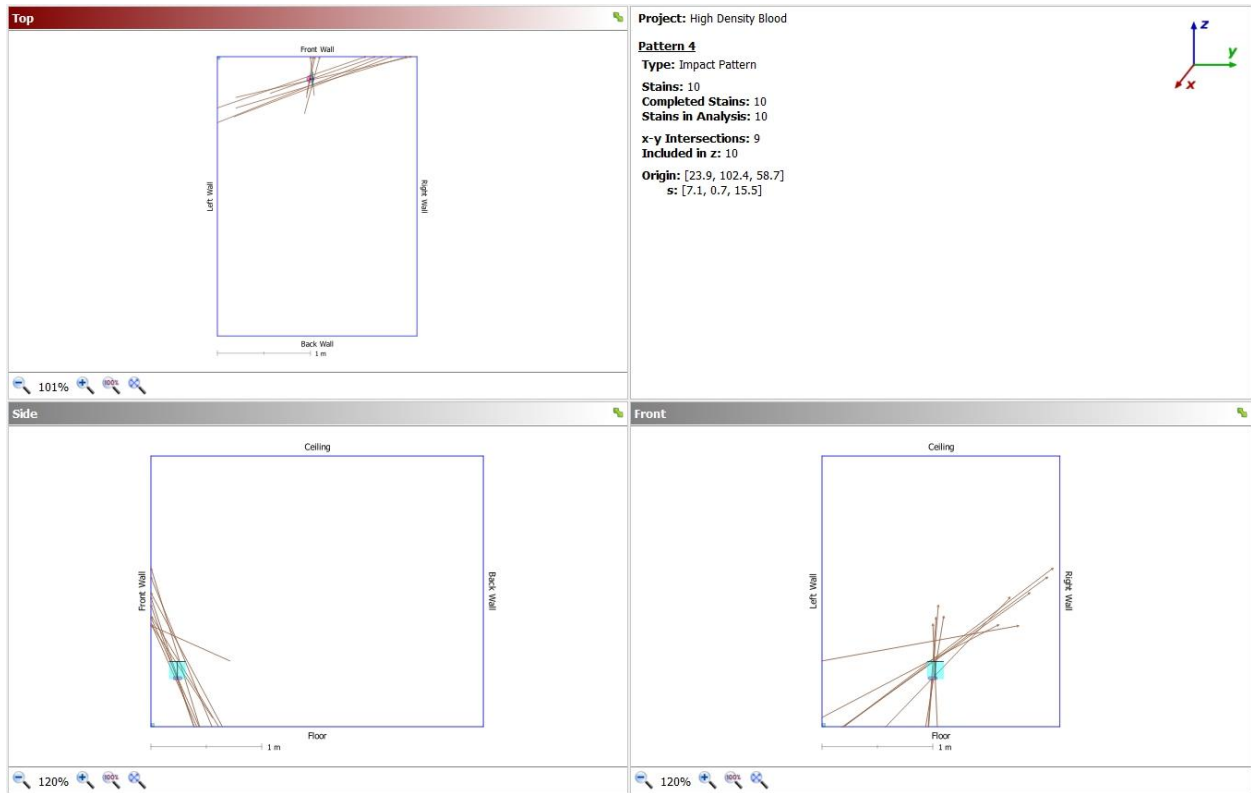 Top
Front Wall
Left Wall
Right Wall
Back Wall
1 m
101%
Project: High Density Blood
Pattern 4
Type: Impact Pattern
Stains: 10
Completed Stains: 10
Stains in Analysis: 10
x-y Intersections: 9
Included in z: 10
Origin: [23.9, 102.4, 58.7]
s: [7.1, 0.7, 15.5]
z
y
x
Side
Ceiling
Front Wall
Back Wall
Floor
1 m
120%
Front
Ceiling
Left Wall
Right Wall
Floor
1 m
120%